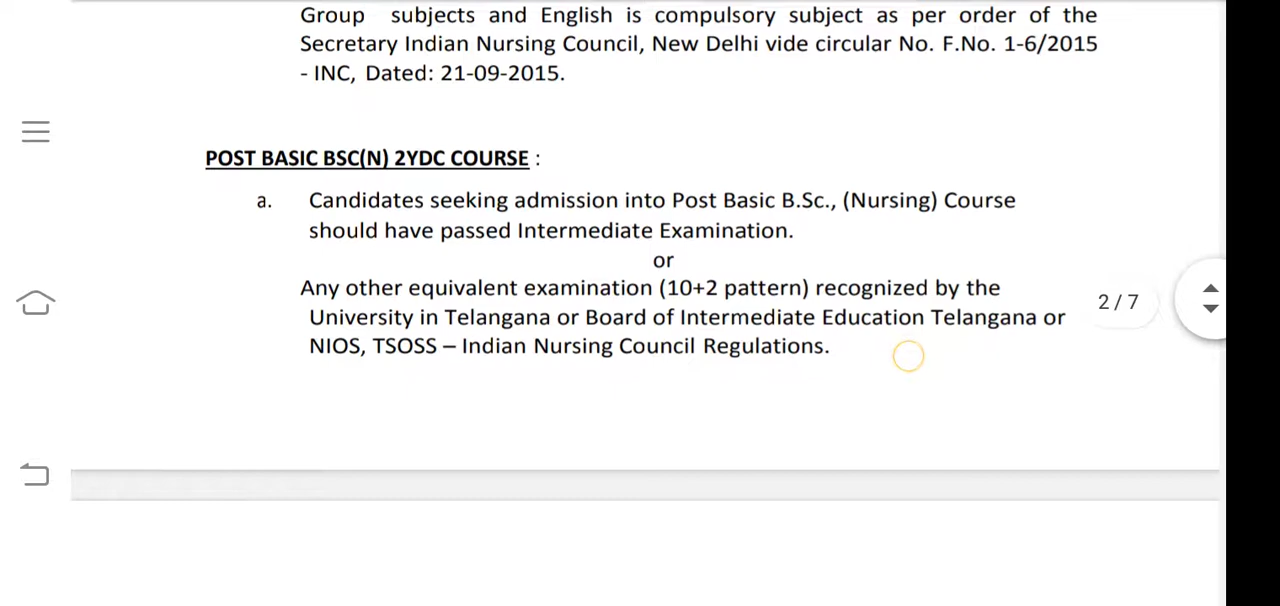 Group subjects and English is compulsory subject as per order of the
Secretary Indian Nursing Council, New Delhi vide circular No. F.No. 1-6/2015
- INC, Dated: 21-09-2015.
POST BASIC BSC(N) 2YDC COURSE :
a. Candidates seeking admission into Post Basic B.Sc., (Nursing) Course
should have passed Intermediate Examination.
or
Any other equivalent examination (10+2 pattern) recognized by the
University in Telangana or Board of Intermediate Education Telangana or
NIOS, TSOSS – Indian Nursing Council Regulations.
2 / 7